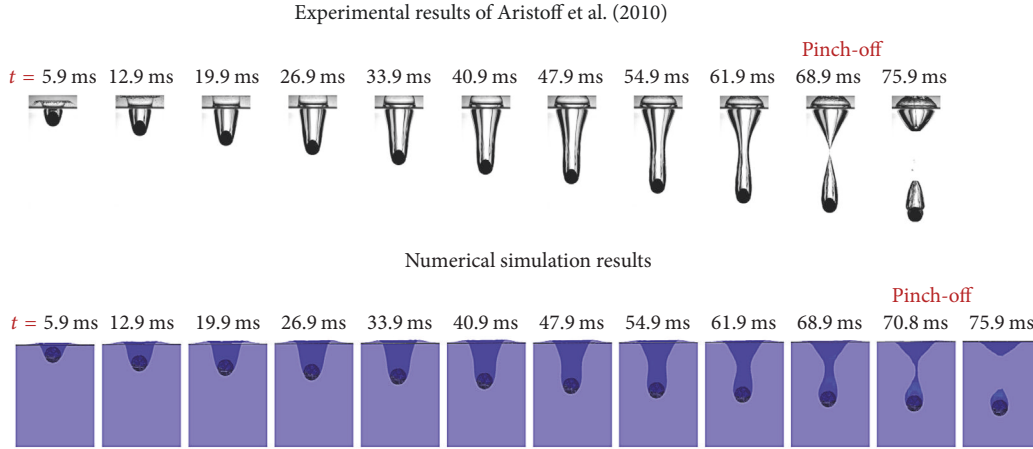 Experimental results of Aristoff et al. (2010)
Pinch-off
t = 5.9 ms 12.9 ms 19.9 ms 26.9 ms 33.9 ms 40.9 ms 47.9 ms 54.9 ms 61.9 ms 68.9 ms 75.9 ms
Numerical simulation results
Pinch-off
t = 5.9 ms 12.9 ms 19.9 ms 26.9 ms 33.9 ms 40.9 ms 47.9 ms 54.9 ms 61.9 ms 68.9 ms 70.8 ms 75.9 ms